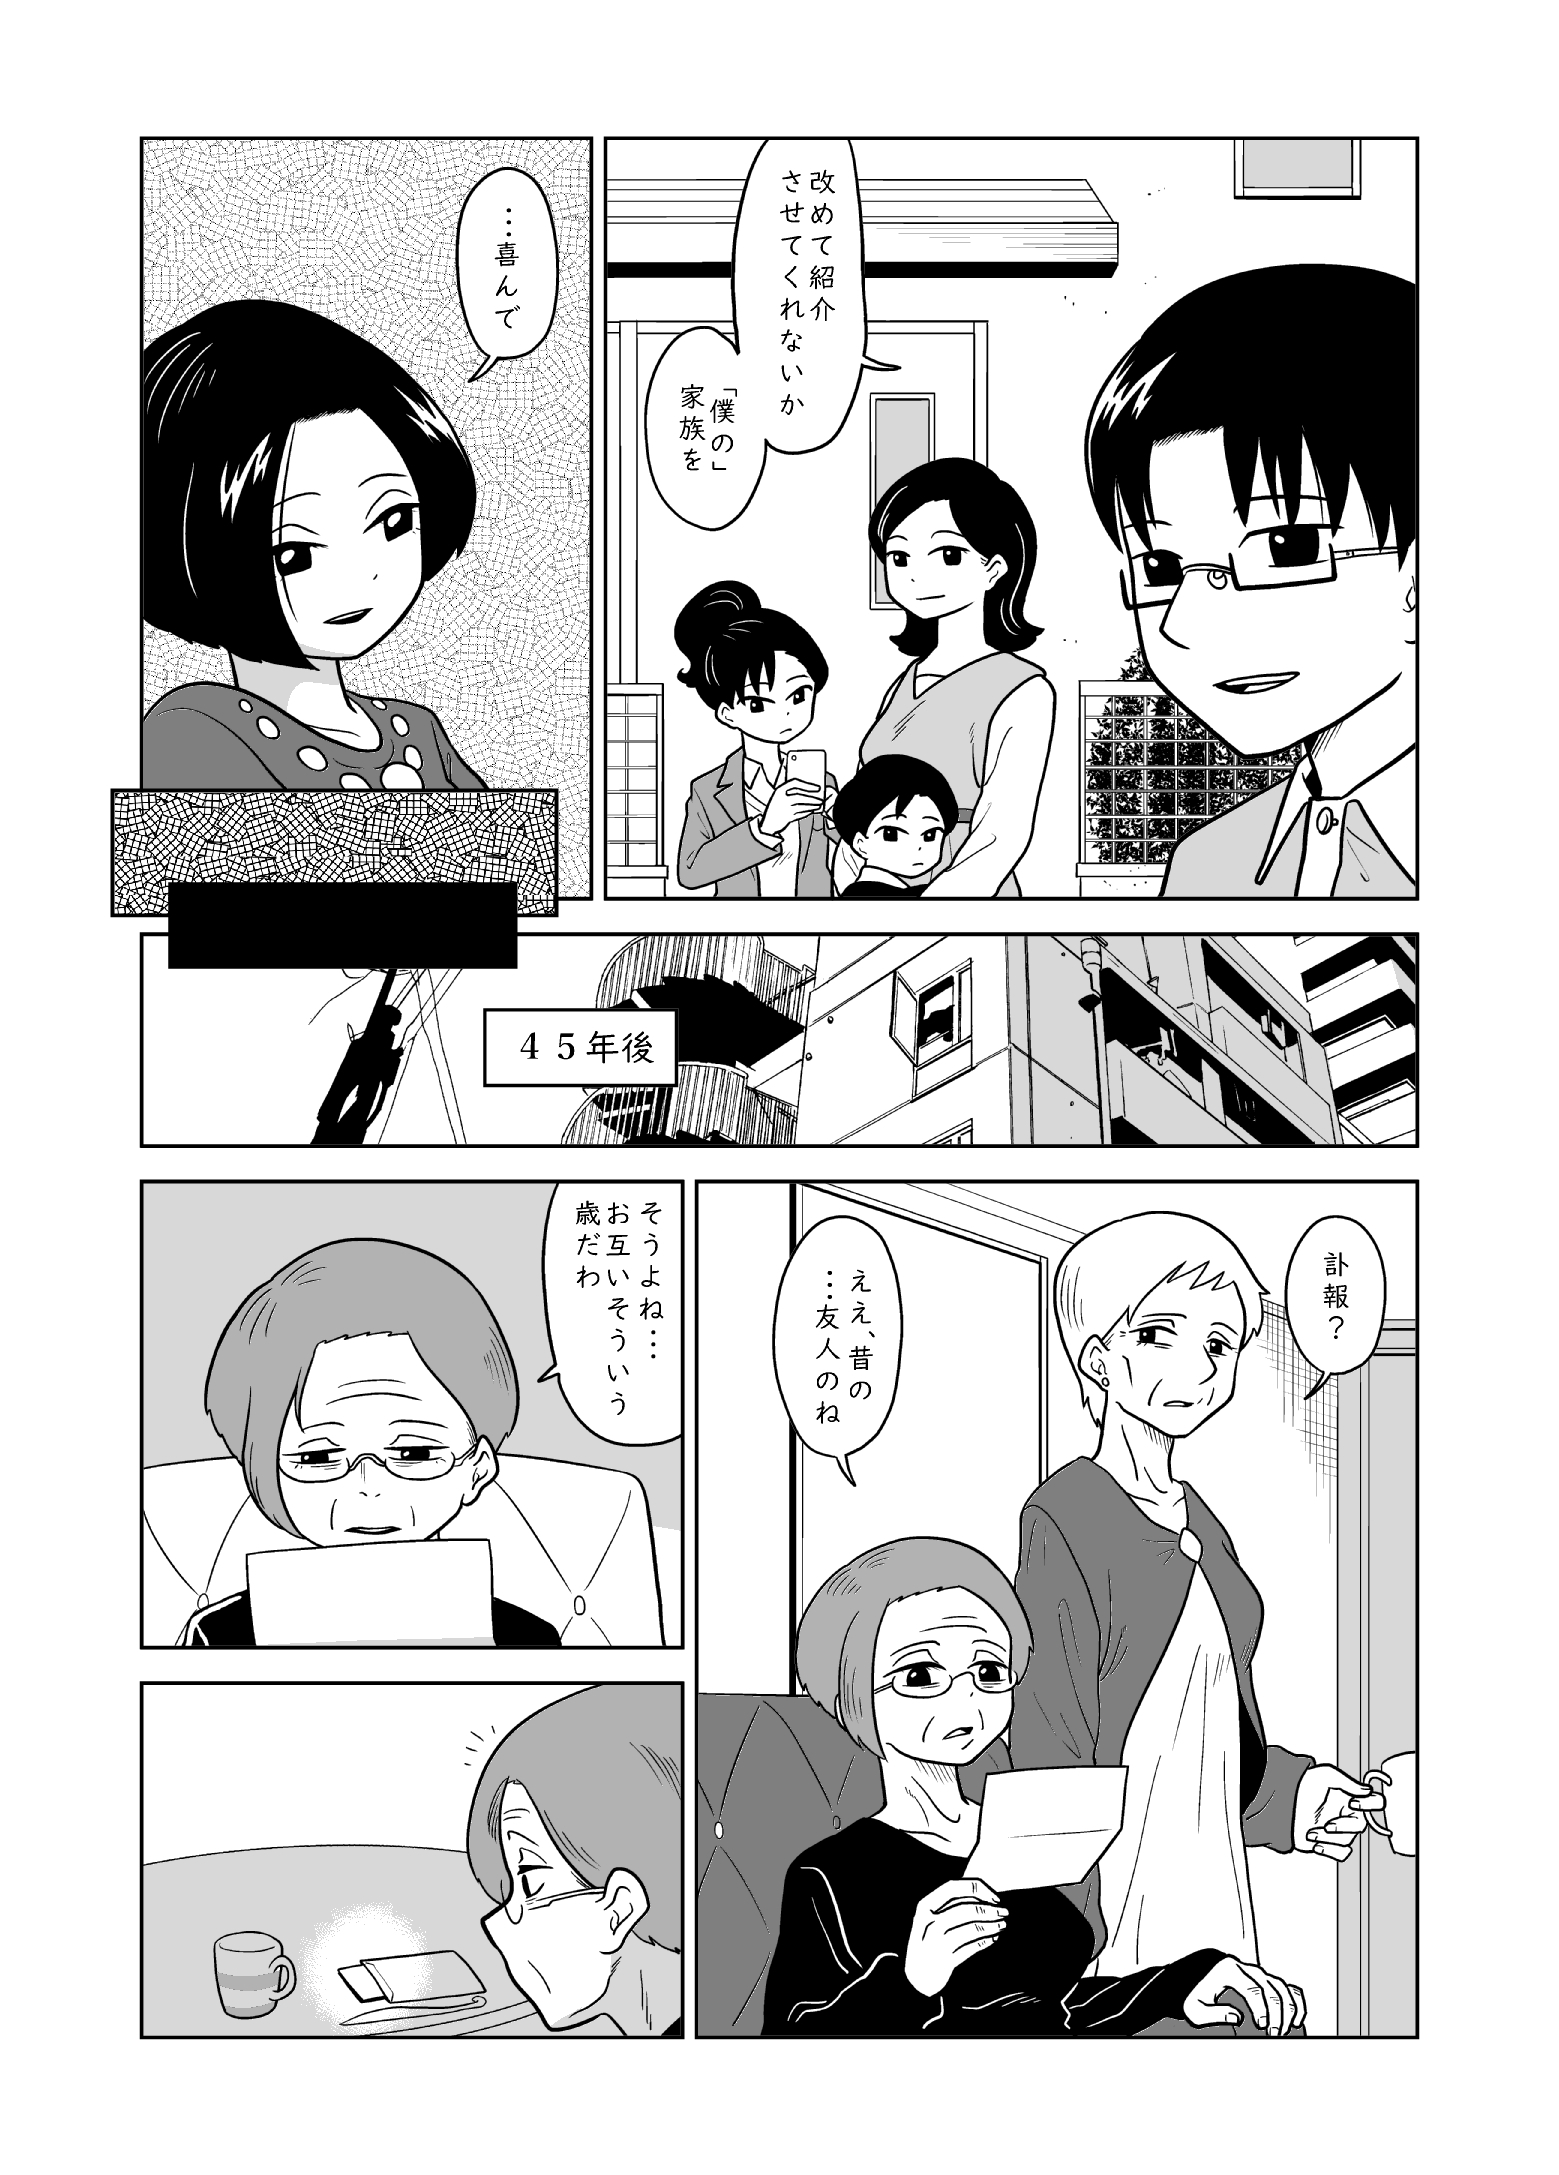 改めて紹介
させてくれないか
「僕の」
家族を
…喜んで
４５年後
訃報？
ええ、昔の
…友人のね
そうよね…
お互いそういう
歳だわ